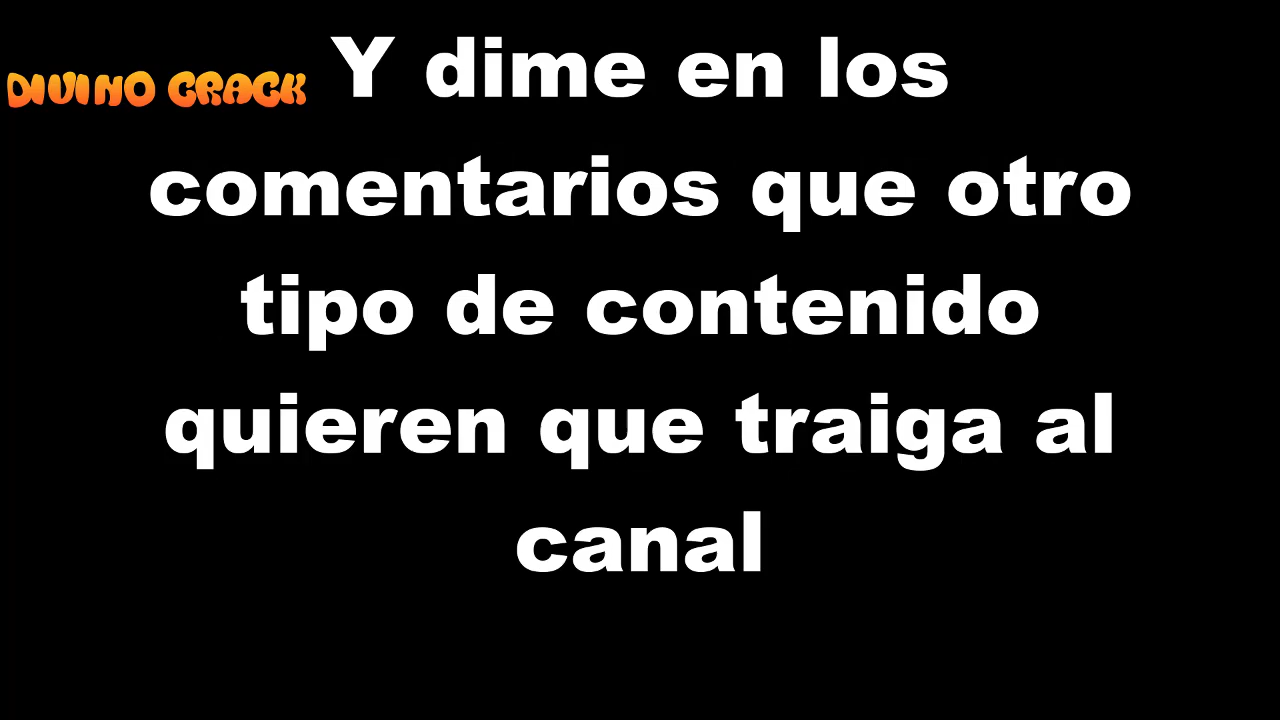 DIVINO CRACK
Y dime en los
comentarios que otro
tipo de contenido
quieren que traiga al
canal